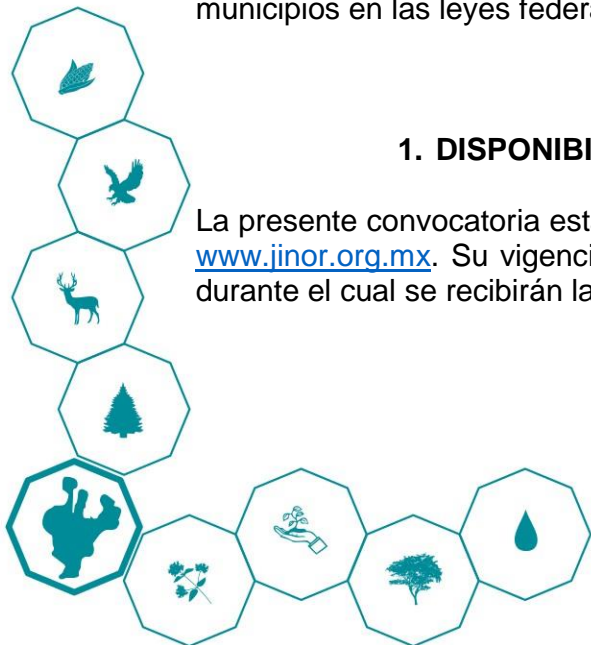 municipios en las leyes federa
1. DISPONIBI
La presente convocatoria est
www.jinor.org.mx. Su vigenci
durante el cual se recibirán la